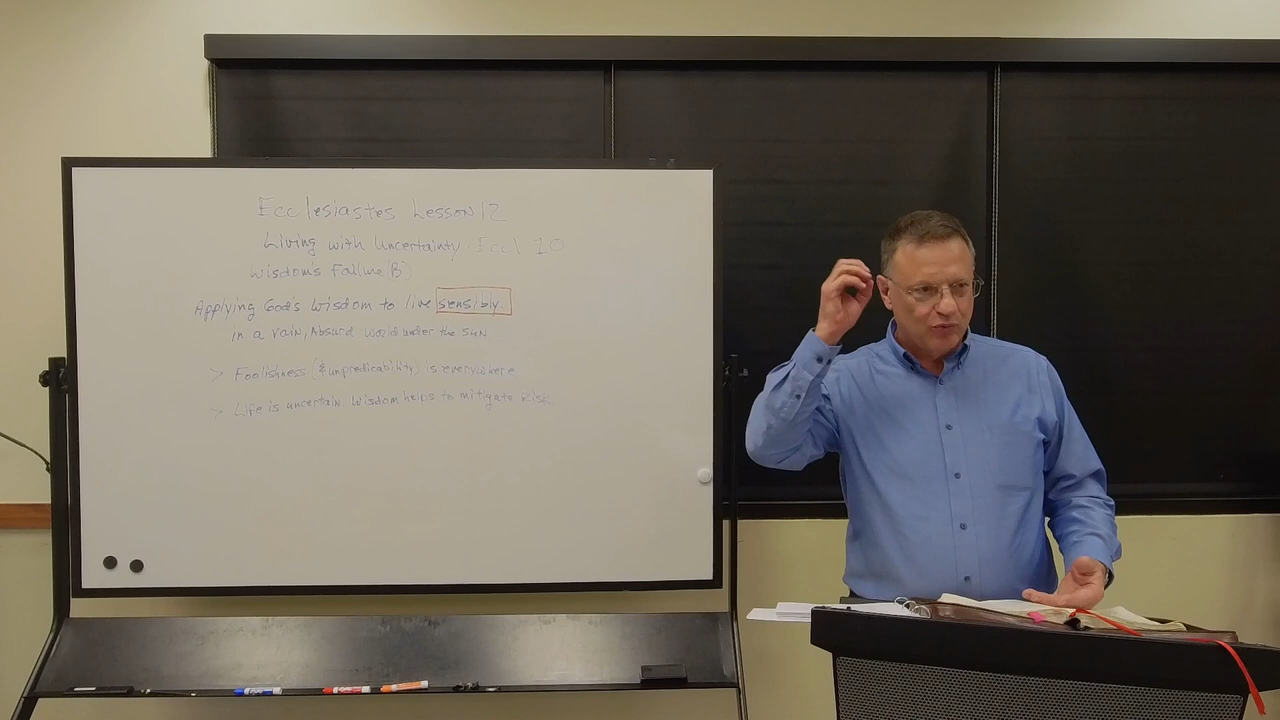 Ecclesiastes Lesson 12
Living with Uncertainty. Eccl 10
Wisdom's Failure (B)
Applying God's Wisdom to live sensibly
in a vain, Absurd World under the SUN
> Foolishness (& unpredicability) is everywhere
> Life is uncertain. Wisdom helps to mitigate Risk.